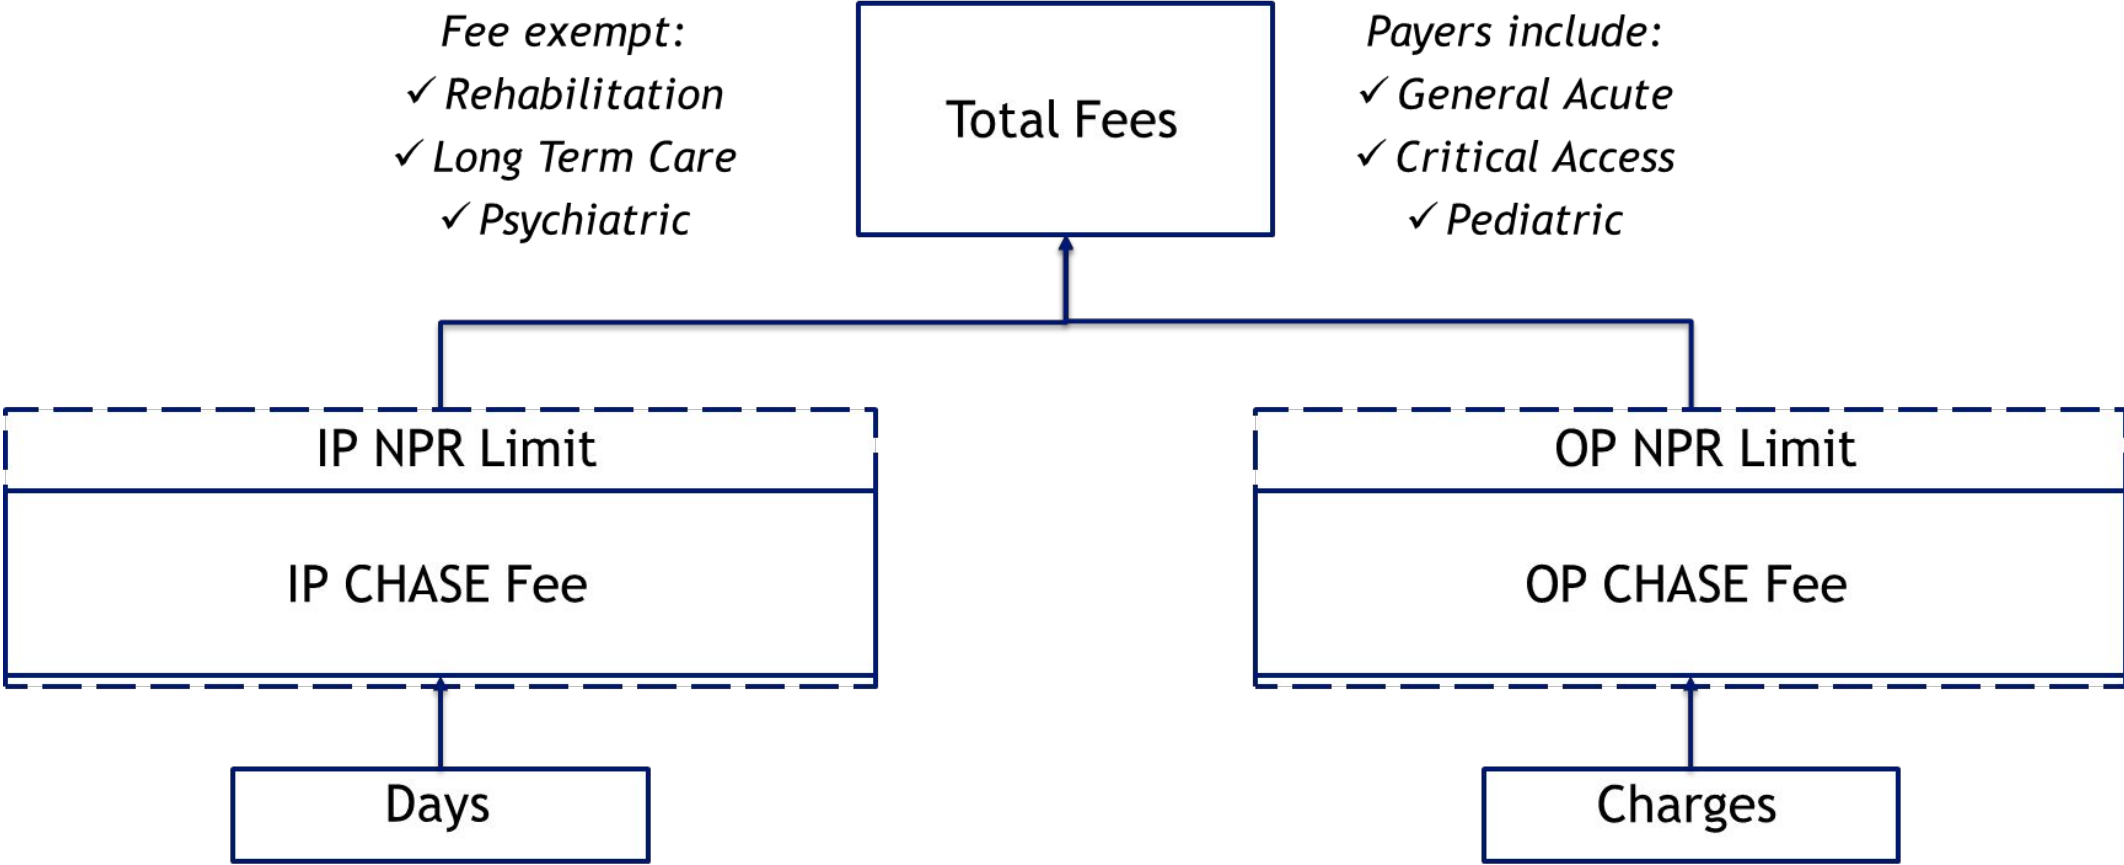 Fee exempt:
✓ Rehabilitation
✓ Long Term Care
✓ Psychiatric
Total Fees
Payers include:
✓ General Acute
✓ Critical Access
✓ Pediatric
IP NPR Limit
IP CHASE Fee
Days
OP NPR Limit
OP CHASE Fee
Charges